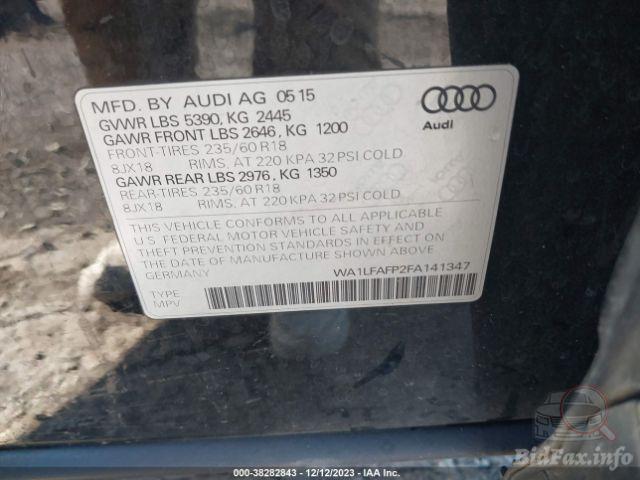 MFD. BY AUDI AG 05 15
GVWR LBS 5390, KG 2445
GAWR FRONT LBS 2646, KG 1200
FRONT-TIRES 235/60 R18
8JX18 RIMS, AT 220 KPA 32 PSI COLD
GAWR REAR LBS 2976, KG 1350
REAR-TIRES 235/60 R18
8JX18 RIMS, AT 220 KPA 32 PSI COLD
THIS VEHICLE CONFORMS TO ALL APPLICABLE
U.S FEDERAL MOTOR VEHICLE SAFETY AND
THEFT PREVENTION STANDARDS IN EFFECT ON
THE DATE OF MANUFACTURE SHOWN ABOVE.
GERMANY
WA1LFAFP2FA141347
TYPE
MPV
Audi
BidFax.info
000-38282843 - 12/12/2023 - IAA Inc.